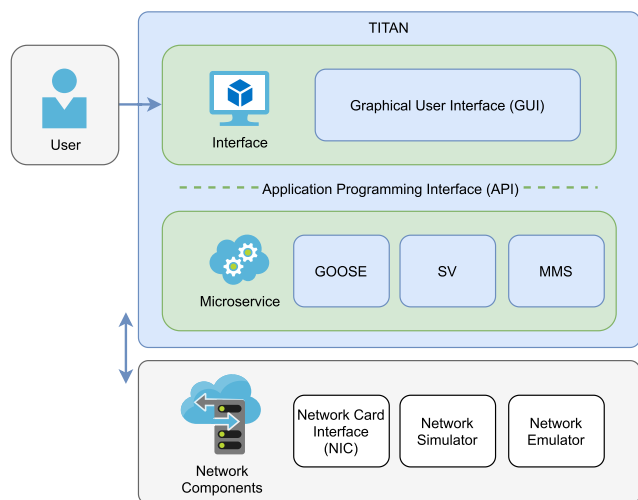 TITAN
User
Interface
Graphical User Interface (GUI)
Application Programming Interface (API)
Microservice
GOOSE
SV
MMS
Network
Components
Network Card
Interface
(NIC)
Network
Simulator
Network
Emulator